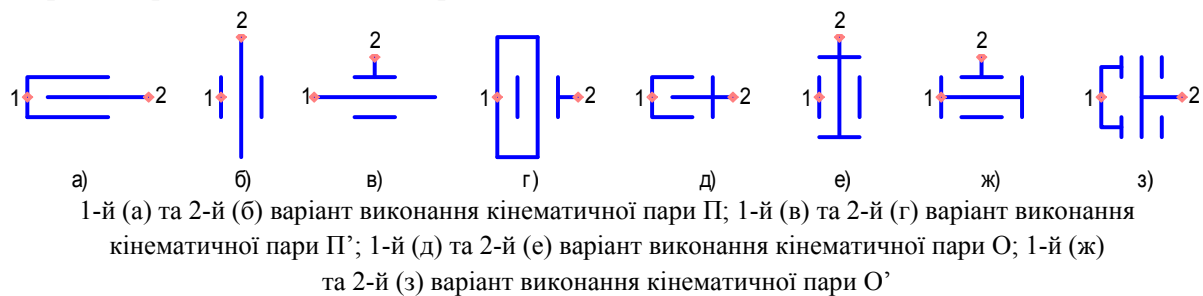 2 2 2 2
1 2 1 1 1 2 1 2 1 1 1 2
а) б) в) г) д) е) ж) з)
1-й (а) та 2-й (б) варіант виконання кінематичної пари П; 1-й (в) та 2-й (г) варіант виконання
кінематичної пари П’; 1-й (д) та 2-й (е) варіант виконання кінематичної пари О; 1-й (ж)
та 2-й (з) варіант виконання кінематичної пари О’